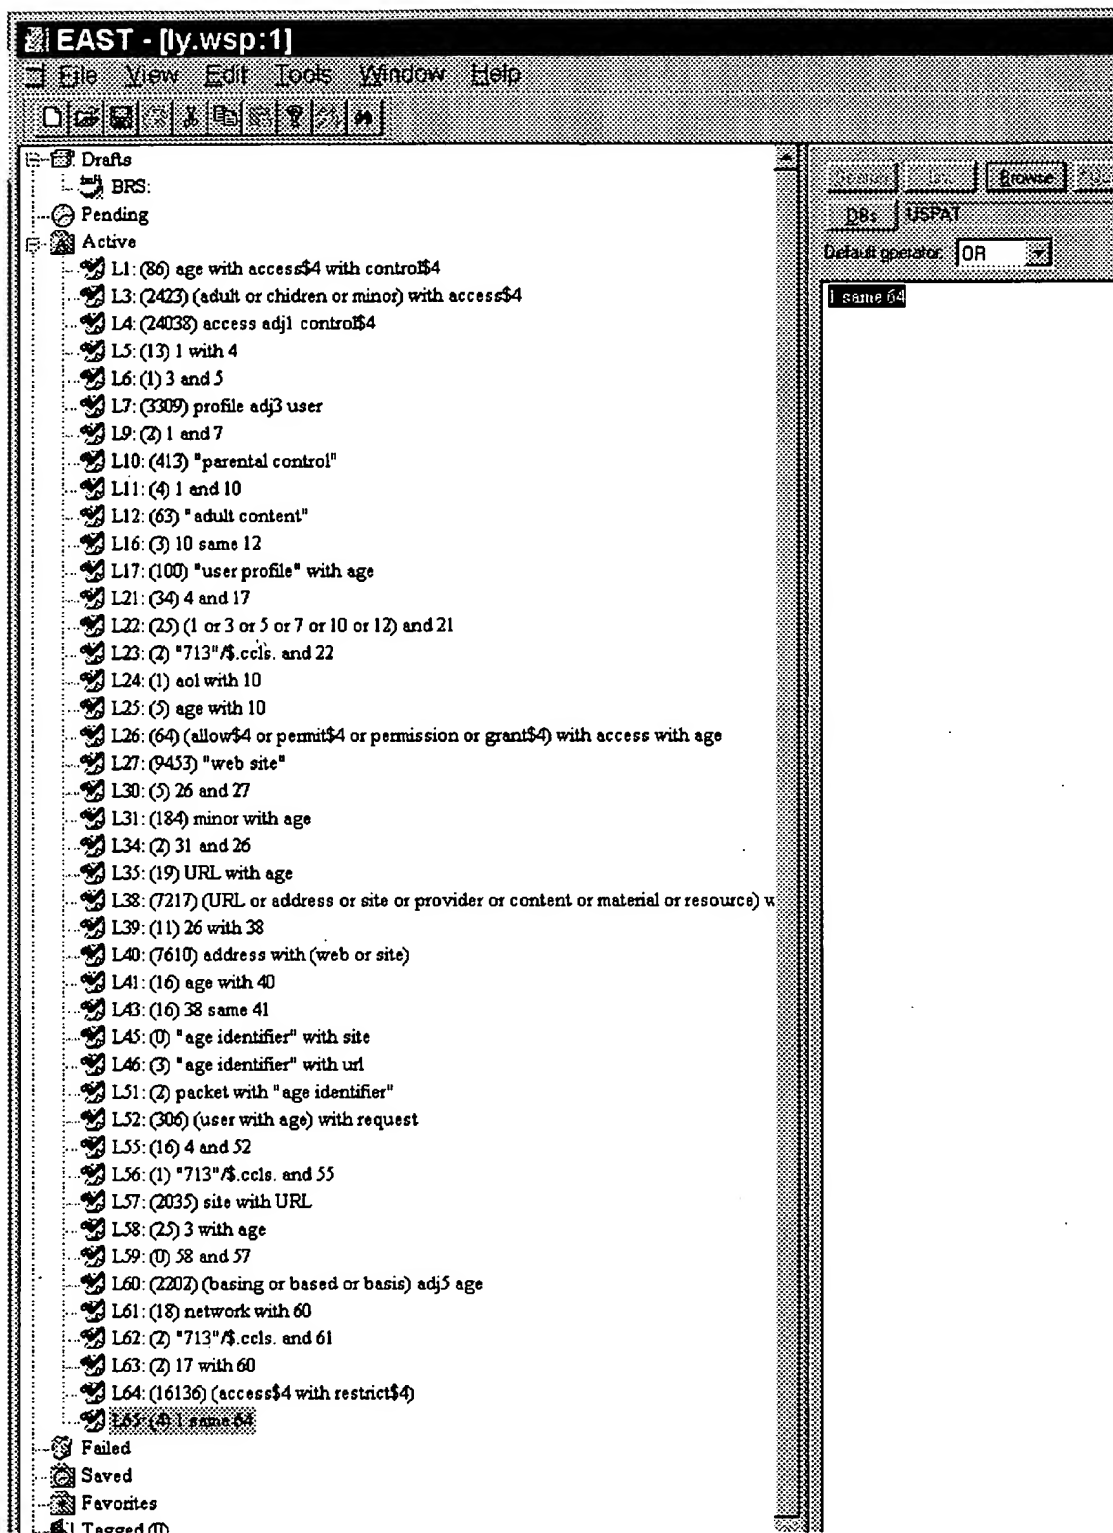 EAST - [ly.wsp:1]
File View Edit Tools Window Help
Drafts
BRS:
Pending
Active
L1: (86) age with access$4 with control$4
L3: (2423) (adult or chidren or minor) with access$4
L4: (24038) access adj1 control$4
L5: (13) 1 with 4
L6: (1) 3 and 5
L7: (3309) profile adj3 user
L9: (2) 1 and 7
L10: (413) "parental control"
L11: (4) 1 and 10
L12: (63) "adult content"
L16: (3) 10 same 12
L17: (100) "user profile" with age
L21: (34) 4 and 17
L22: (25) (1 or 3 or 5 or 7 or 10 or 12) and 21
L23: (2) "713"/$.ccls. and 22
L24: (1) aol with 10
L25: (5) age with 10
L26: (64) (allow$4 or permit$4 or permission or grant$4) with access with age
L27: (9453) "web site"
L30: (5) 26 and 27
L31: (184) minor with age
L34: (2) 31 and 26
L35: (19) URL with age
L38: (7217) (URL or address or site or provider or content or material or resource) w
L39: (11) 26 with 38
L40: (7610) address with (web or site)
L41: (16) age with 40
L43: (16) 38 same 41
L45: (0) "age identifier" with site
L46: (3) "age identifier" with url
L51: (2) packet with "age identifier"
L52: (306) (user with age) with request
L55: (16) 4 and 52
L56: (1) "713"/$.ccls. and 55
L57: (2035) site with URL
L58: (25) 3 with age
L59: (0) 58 and 57
L60: (2202) (basing or based or basis) adj5 age
L61: (18) network with 60
L62: (2) "713"/$.ccls. and 61
L63: (2) 17 with 60
L64: (16136) (access$4 with restrict$4)
L65: (4) 1 same 64
Failed
Saved
Favorites
Tagged (0)
Browse
DBs USPAT
Default operator: OR
1 same 64